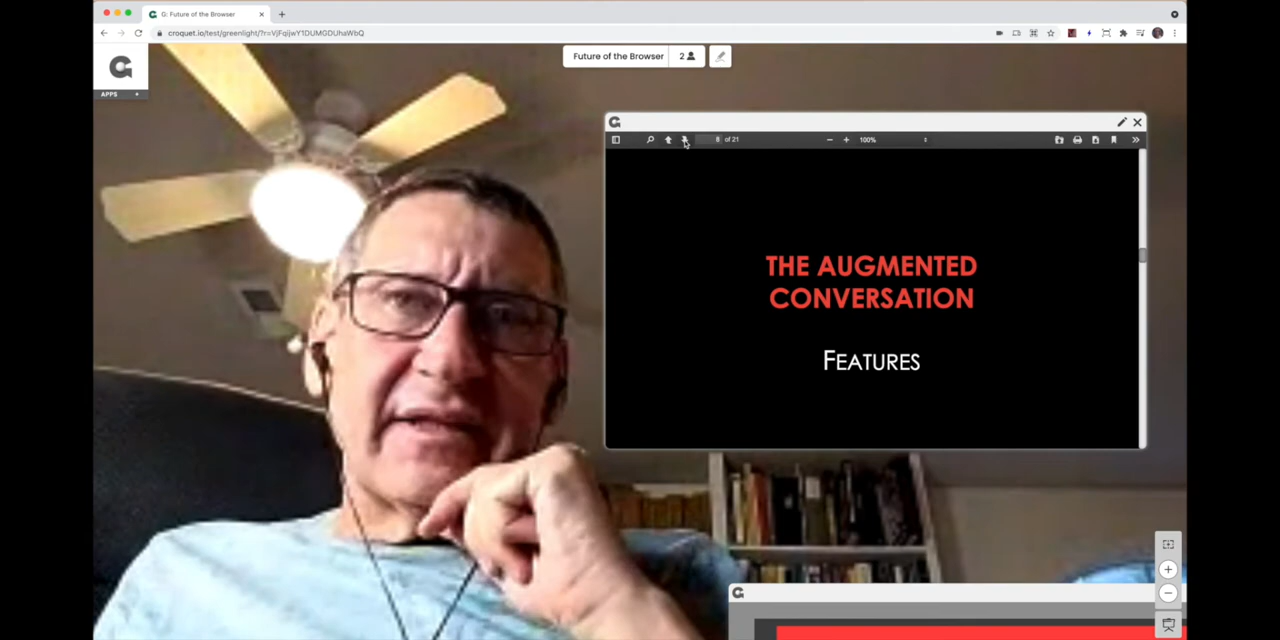 G: Future of the Browser
croquet.io/test/greenlight/?r=VjFqijwY1DUMGDUhaWbQ
Future of the Browser
2
APPS +
8 of 21
100%
THE AUGMENTED
CONVERSATION
FEATURES